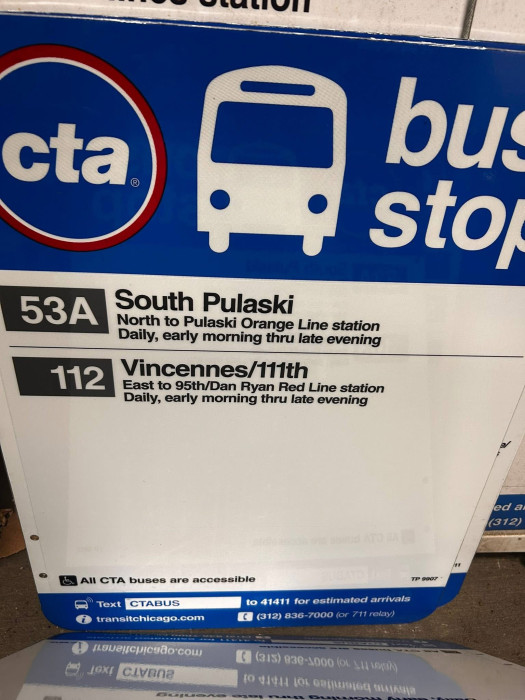 station
cta®
bus
stop
53A South Pulaski
North to Pulaski Orange Line station
Daily, early morning thru late evening
112 Vincennes/111th
East to 95th/Dan Ryan Red Line station
Daily, early morning thru late evening
All CTA buses are accessible
Text CTABUS to 41411 for estimated arrivals
transitchicago.com (312) 836-7000 (or 711 relay)
(312)